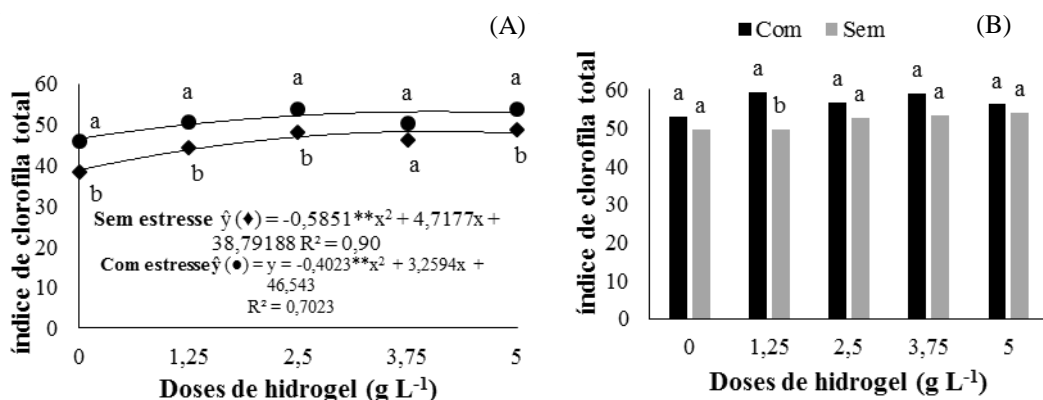 (A)
índice de clorofila total
60
50
40
30
20
10
0
a a a a a
b b b a b
Sem estresse ŷ (♦) = -0,5851**x² + 4,7177x +
38,79188 R² = 0,90
Com estresse ŷ (●) = y = -0,4023**x² + 3,2594x +
46,543
R² = 0,7023
0 1,25 2,5 3,75 5
Doses de hidrogel (g L⁻¹)
(B)
■ Com ■ Sem
índice de clorofila total
60
50
40
30
20
10
0
a a a b a a a a a a
0 1,25 2,5 3,75 5
Doses de hidrogel (g L⁻¹)